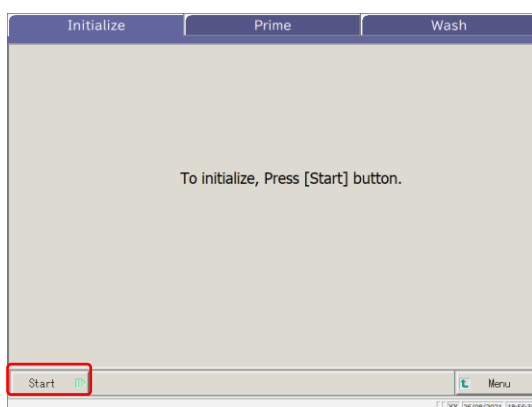 Initialize Prime Wash
To initialize, Press [Start] button.
Start Menu